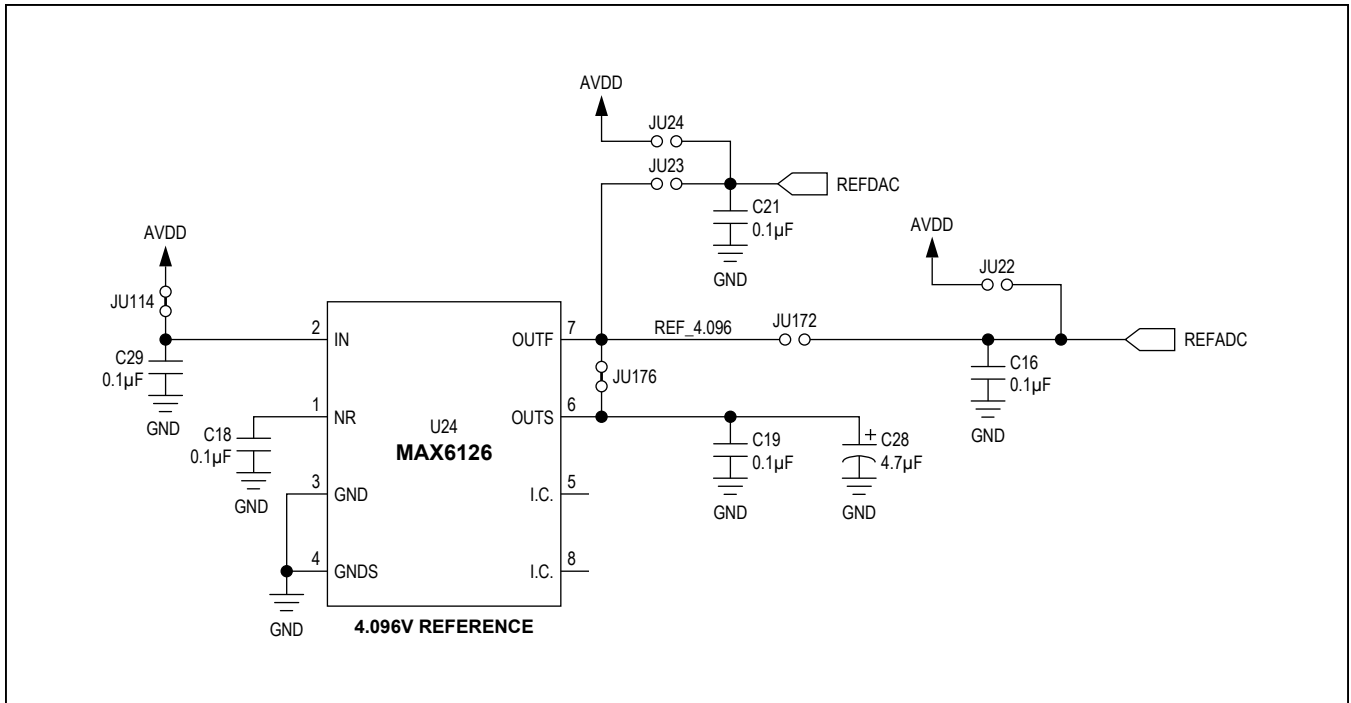 AVDD
JU24
JU23
REFDAC
C21
0.1µF
GND
AVDD
JU22
AVDD
JU114
2
IN
C29
0.1µF
GND
OUTF
7
REF_4.096
JU172
REFADC
C16
0.1µF
GND
JU176
1
NR
C18
0.1µF
GND
U24
MAX6126
OUTS
6
C19
0.1µF
GND
+
C28
4.7µF
GND
3
GND
I.C.
5
4
GNDS
I.C.
8
GND
4.096V REFERENCE